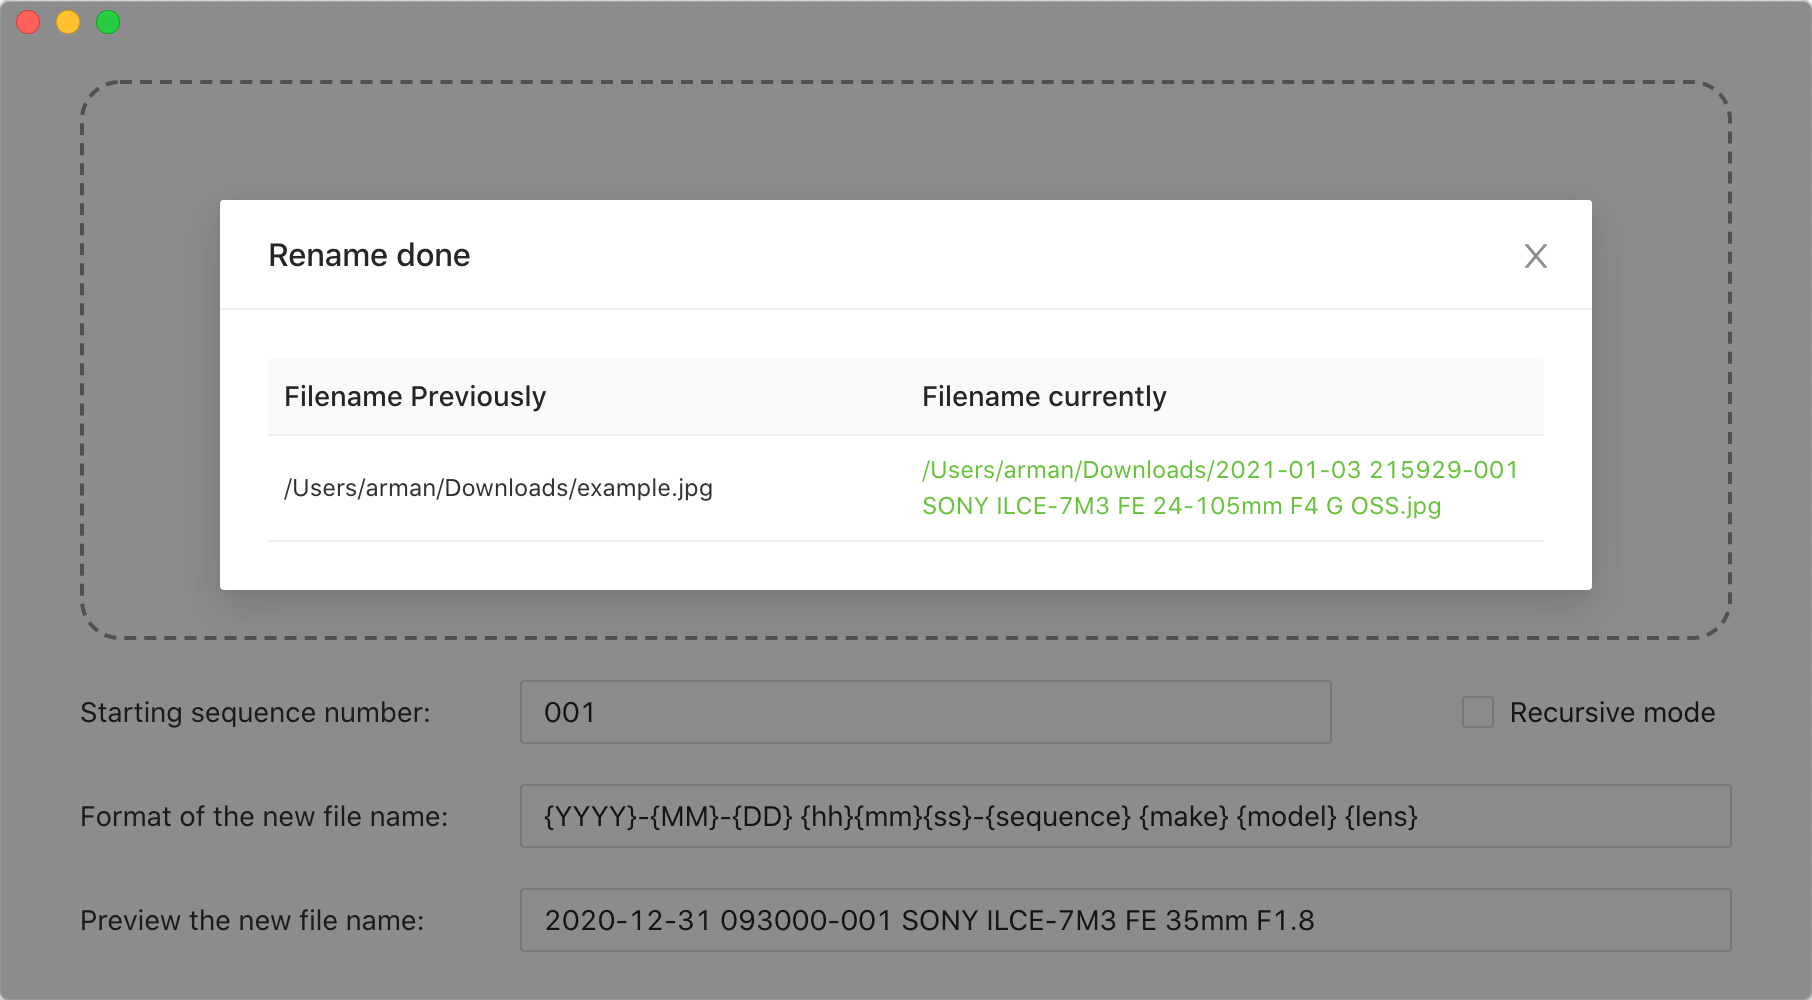 Rename done
Filename Previously
Filename currently
/Users/arman/Downloads/example.jpg
/Users/arman/Downloads/2021-01-03 215929-001
SONY ILCE-7M3 FE 24-105mm F4 G OSS.jpg
Starting sequence number:
001
Recursive mode
Format of the new file name:
{YYYY}-{MM}-{DD} {hh}{mm}{ss}-{sequence} {make} {model} {lens}
Preview the new file name:
2020-12-31 093000-001 SONY ILCE-7M3 FE 35mm F1.8